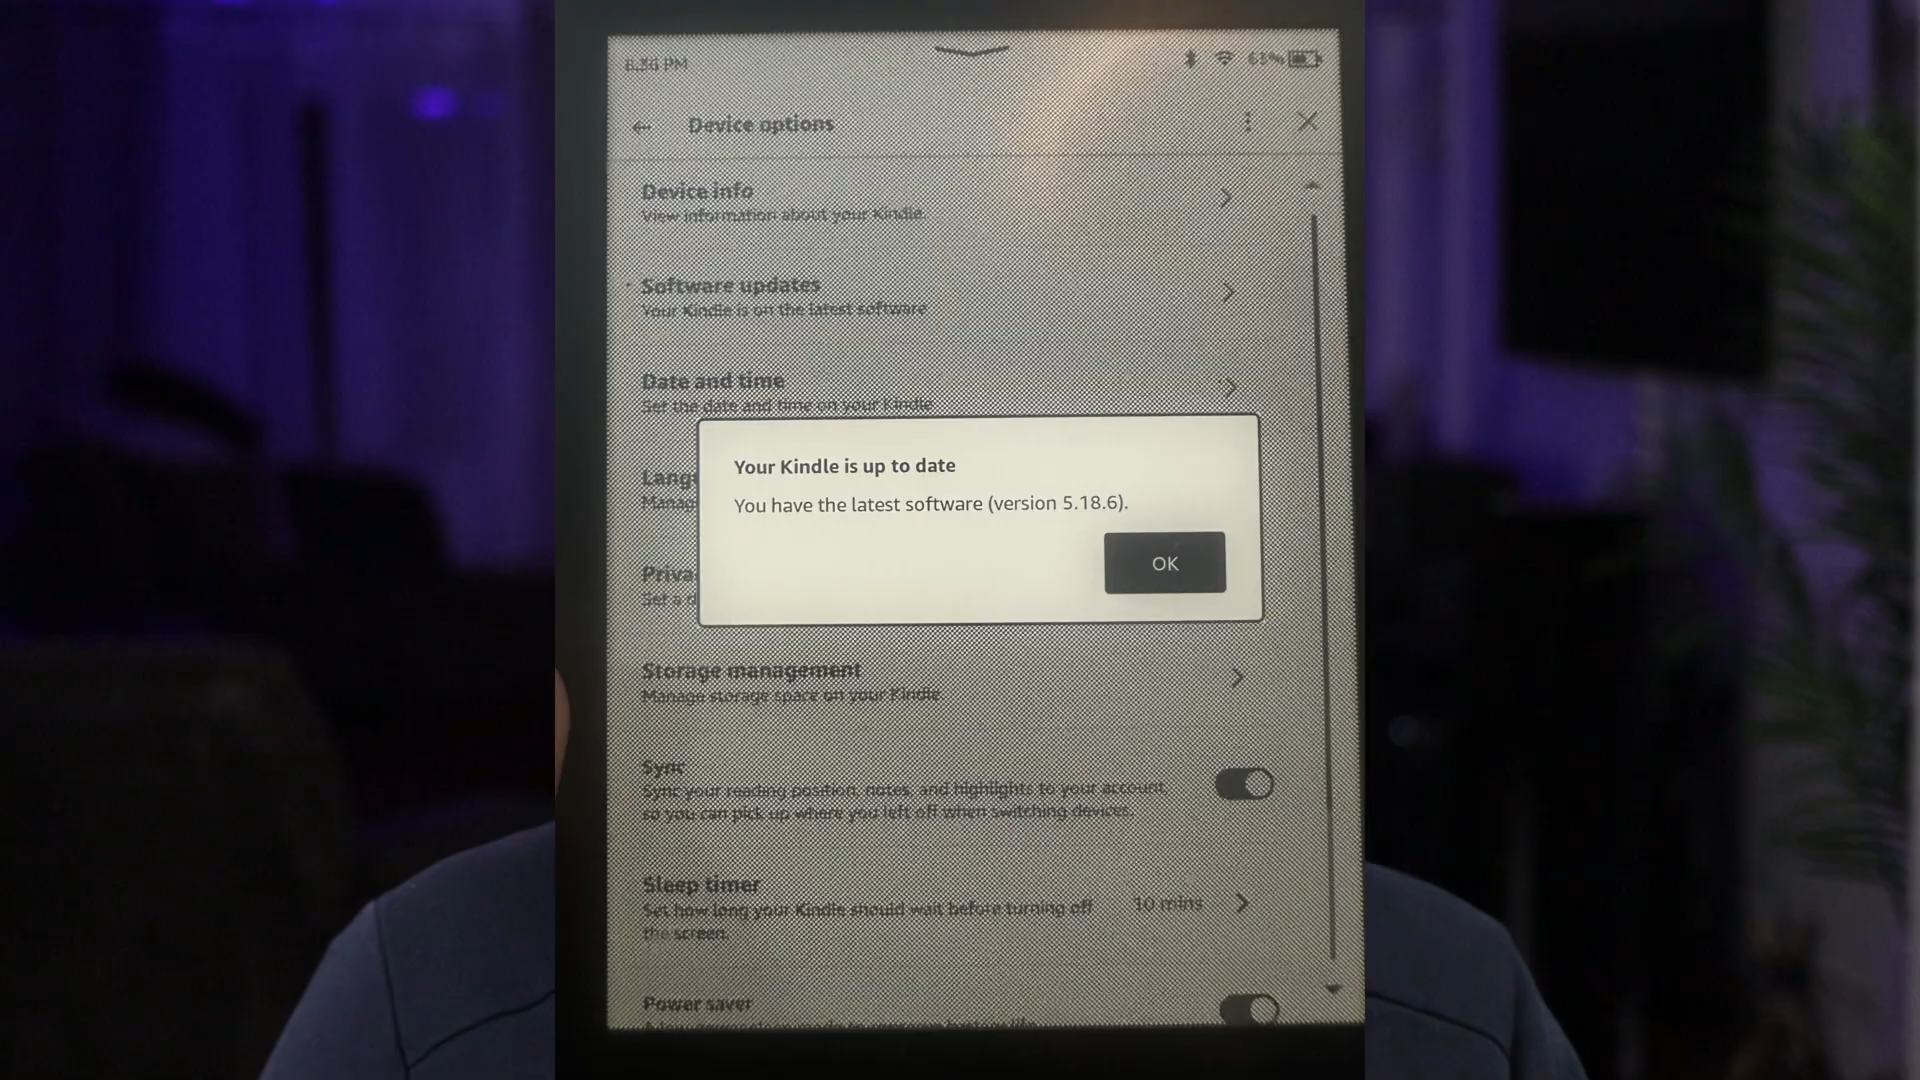 6:36 PM
63%
Device options
Device info
View information about your Kindle.
Software updates
Your Kindle is on the latest software
Date and time
Set the date and time on your Kindle
Lang
Manag
Your Kindle is up to date
You have the latest software (version 5.18.6).
OK
Priva
Set a d
Storage management
Manage storage space on your Kindle.
Sync
Sync your reading position, notes, and highlights to your account,
so you can pick up where you left off when switching devices.
Sleep timer
Set how long your Kindle should wait before turning off
the screen.
10 mins
Power saver